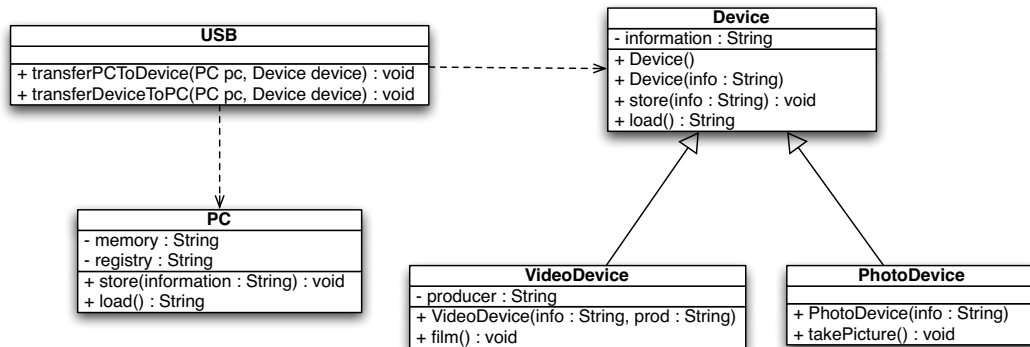 USB
+ transferPCToDevice(PC pc, Device device) : void
+ transferDeviceToPC(PC pc, Device device) : void
Device
- information : String
+ Device()
+ Device(info : String)
+ store(info : String) : void
+ load() : String
PC
- memory : String
- registry : String
+ store(information : String) : void
+ load() : String
VideoDevice
- producer : String
+ VideoDevice(info : String, prod : String)
+ film() : void
PhotoDevice
+ PhotoDevice(info : String)
+ takePicture() : void